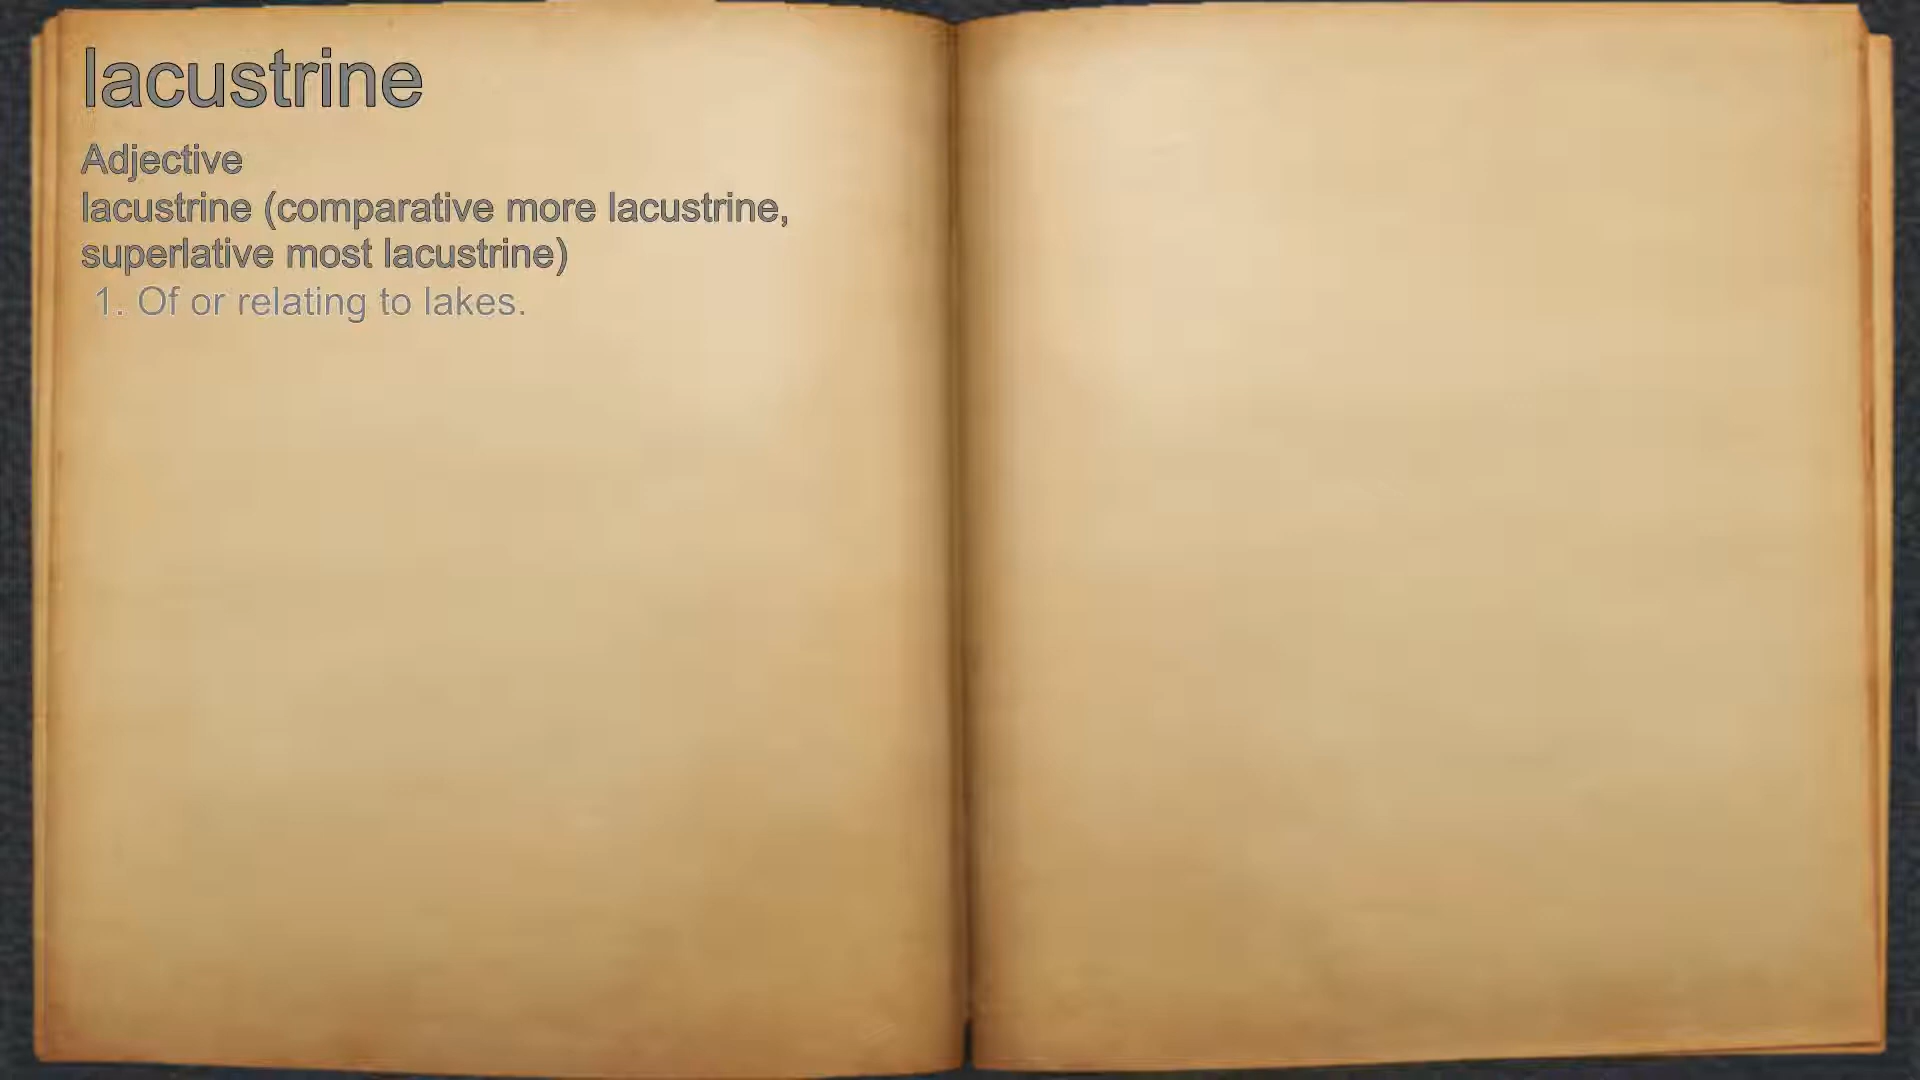 lacustrine
Adjective
lacustrine (comparative more lacustrine,
superlative most lacustrine)
1. Of or relating to lakes.